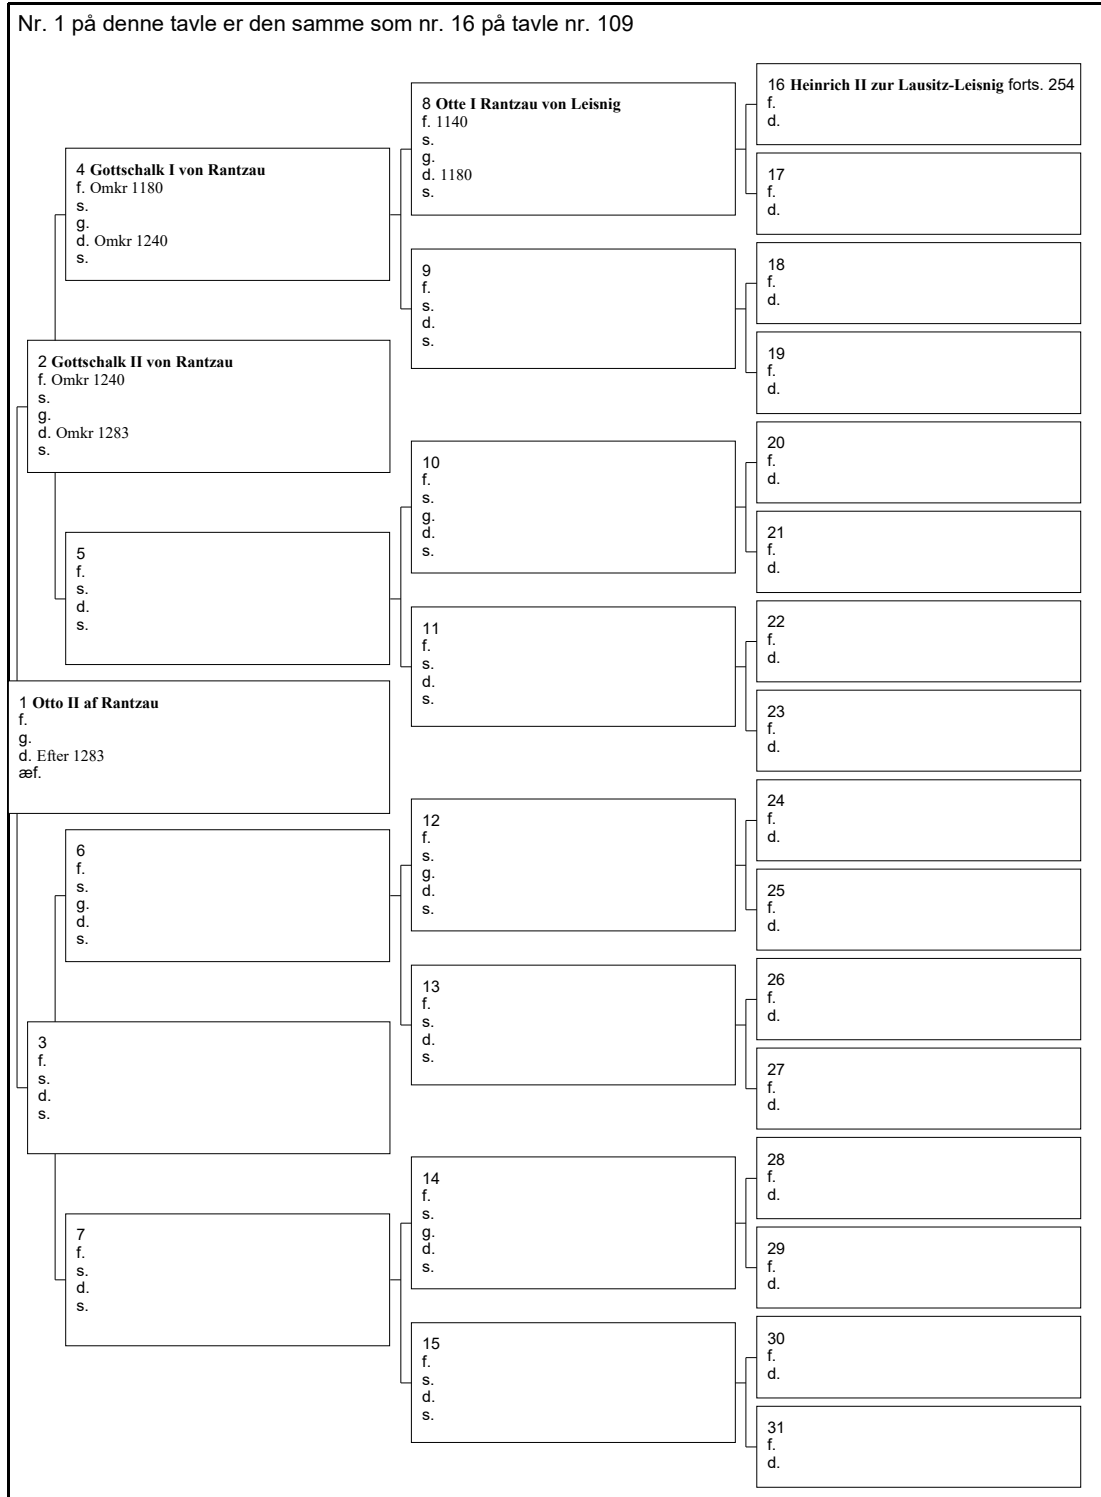 Nr. 1 på denne tavle er den samme som nr. 16 på tavle nr. 109
1 Otto II af Rantzau
f.
g.
d. Efter 1283
æf.
2 Gottschalk II von Rantzau
f. Omkr 1240
s.
g.
d. Omkr 1283
s.
3
f.
s.
d.
s.
4 Gottschalk I von Rantzau
f. Omkr 1180
s.
g.
d. Omkr 1240
s.
5
f.
s.
d.
s.
6
f.
s.
g.
d.
s.
7
f.
s.
d.
s.
8 Otte I Rantzau von Leisnig
f. 1140
s.
g.
d. 1180
s.
9
f.
s.
d.
s.
10
f.
s.
g.
d.
s.
11
f.
s.
d.
s.
12
f.
s.
g.
d.
s.
13
f.
s.
d.
s.
14
f.
s.
g.
d.
s.
15
f.
s.
d.
s.
16 Heinrich II zur Lausitz-Leisnig forts. 254
f.
d.
17
f.
d.
18
f.
d.
19
f.
d.
20
f.
d.
21
f.
d.
22
f.
d.
23
f.
d.
24
f.
d.
25
f.
d.
26
f.
d.
27
f.
d.
28
f.
d.
29
f.
d.
30
f.
d.
31
f.
d.